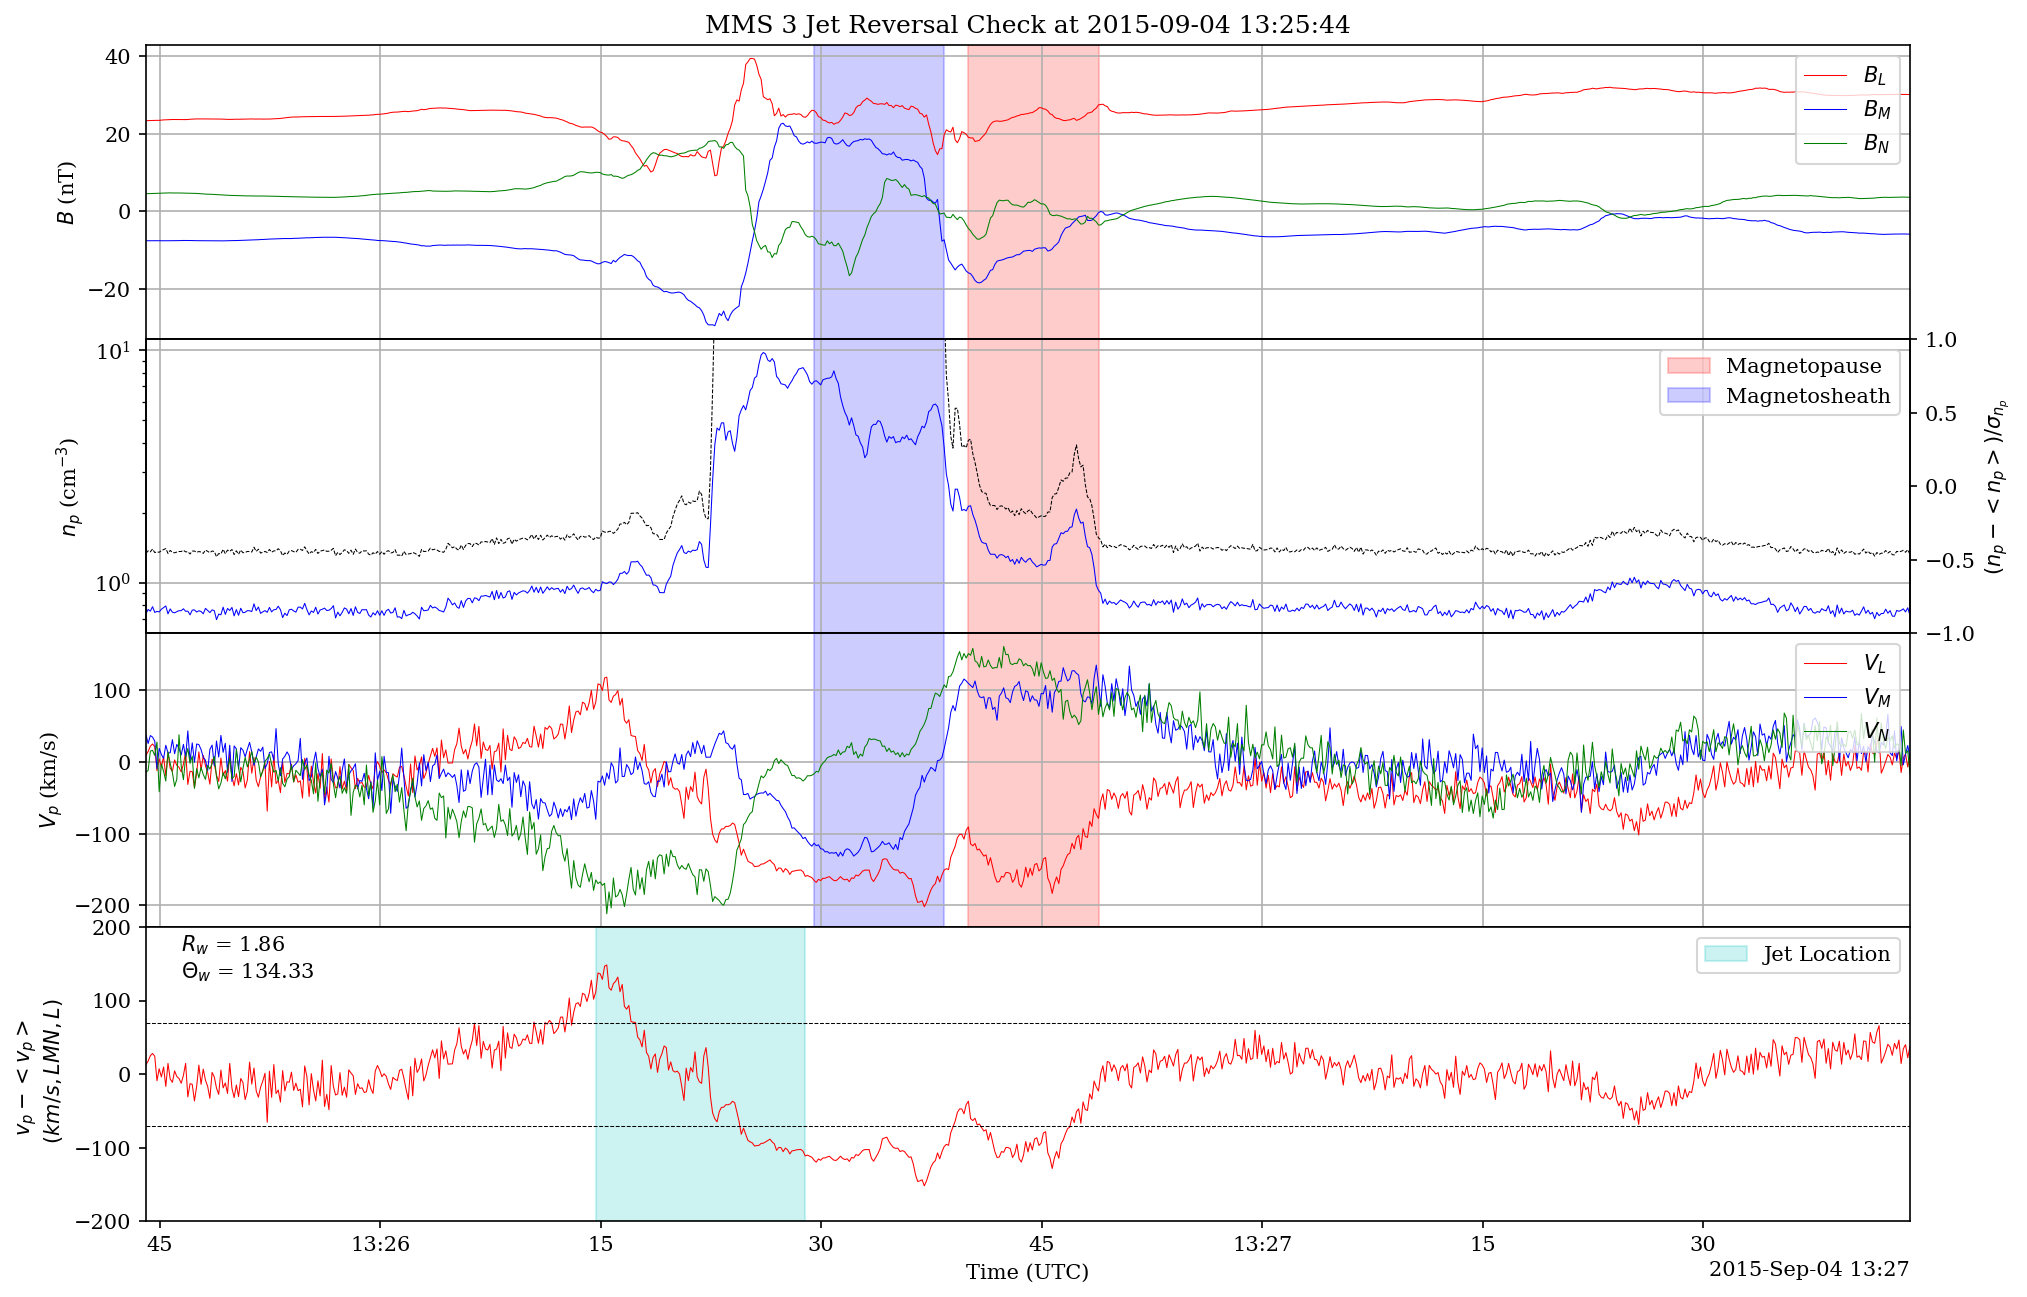 MMS 3 Jet Reversal Check at 2015-09-04 13:25:44
40
20
0
−20
B (nT)
B_L
B_M
B_N
10^1
10^0
n_p (cm^−3)
1.0
0.5
0.0
−0.5
−1.0
(n_p − < n_p >)/σ_{n_p}
Magnetopause
Magnetosheath
100
0
−100
−200
V_p (km/s)
V_L
V_M
V_N
200
100
0
−100
−200
v_p − < v_p >
(km/s, LMN, L)
R_w = 1.86
Θ_w = 134.33
Jet Location
45
13:26
15
30
45
13:27
15
30
Time (UTC)
2015-Sep-04 13:27